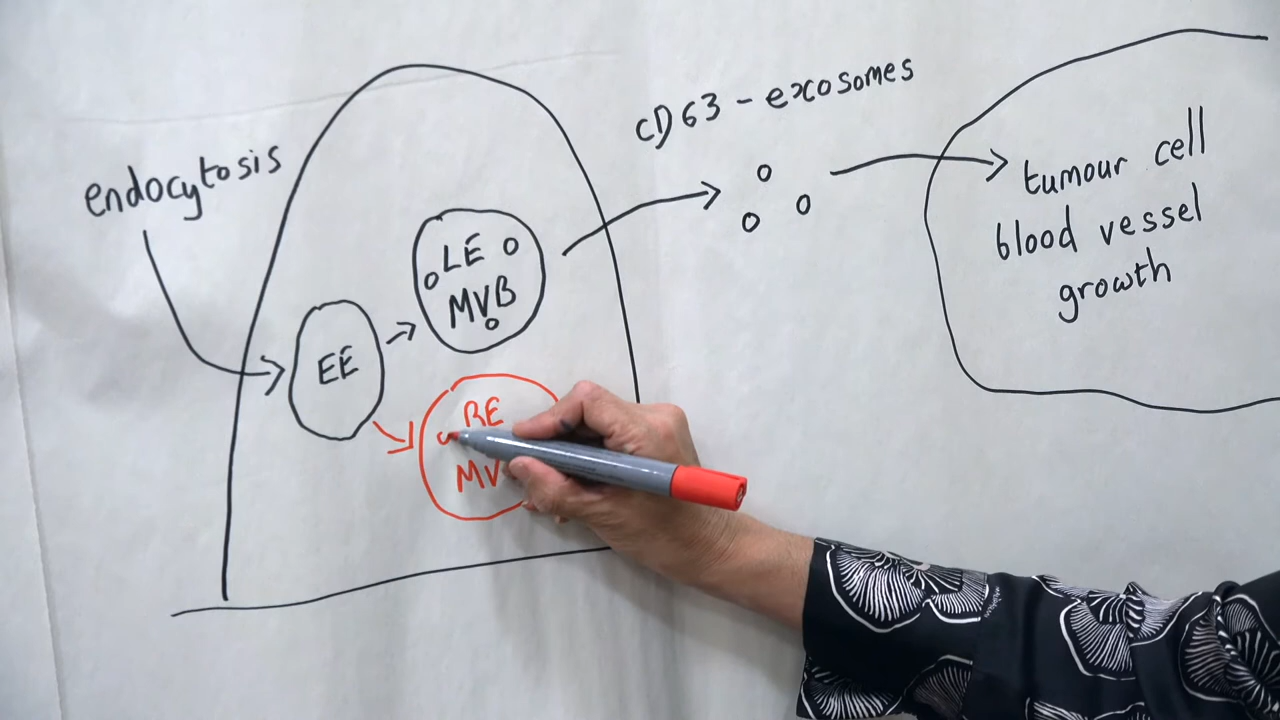 endocytosis
EE
LE
MVB
RE
MV
CD63 - exosomes
tumour cell
blood vessel
growth